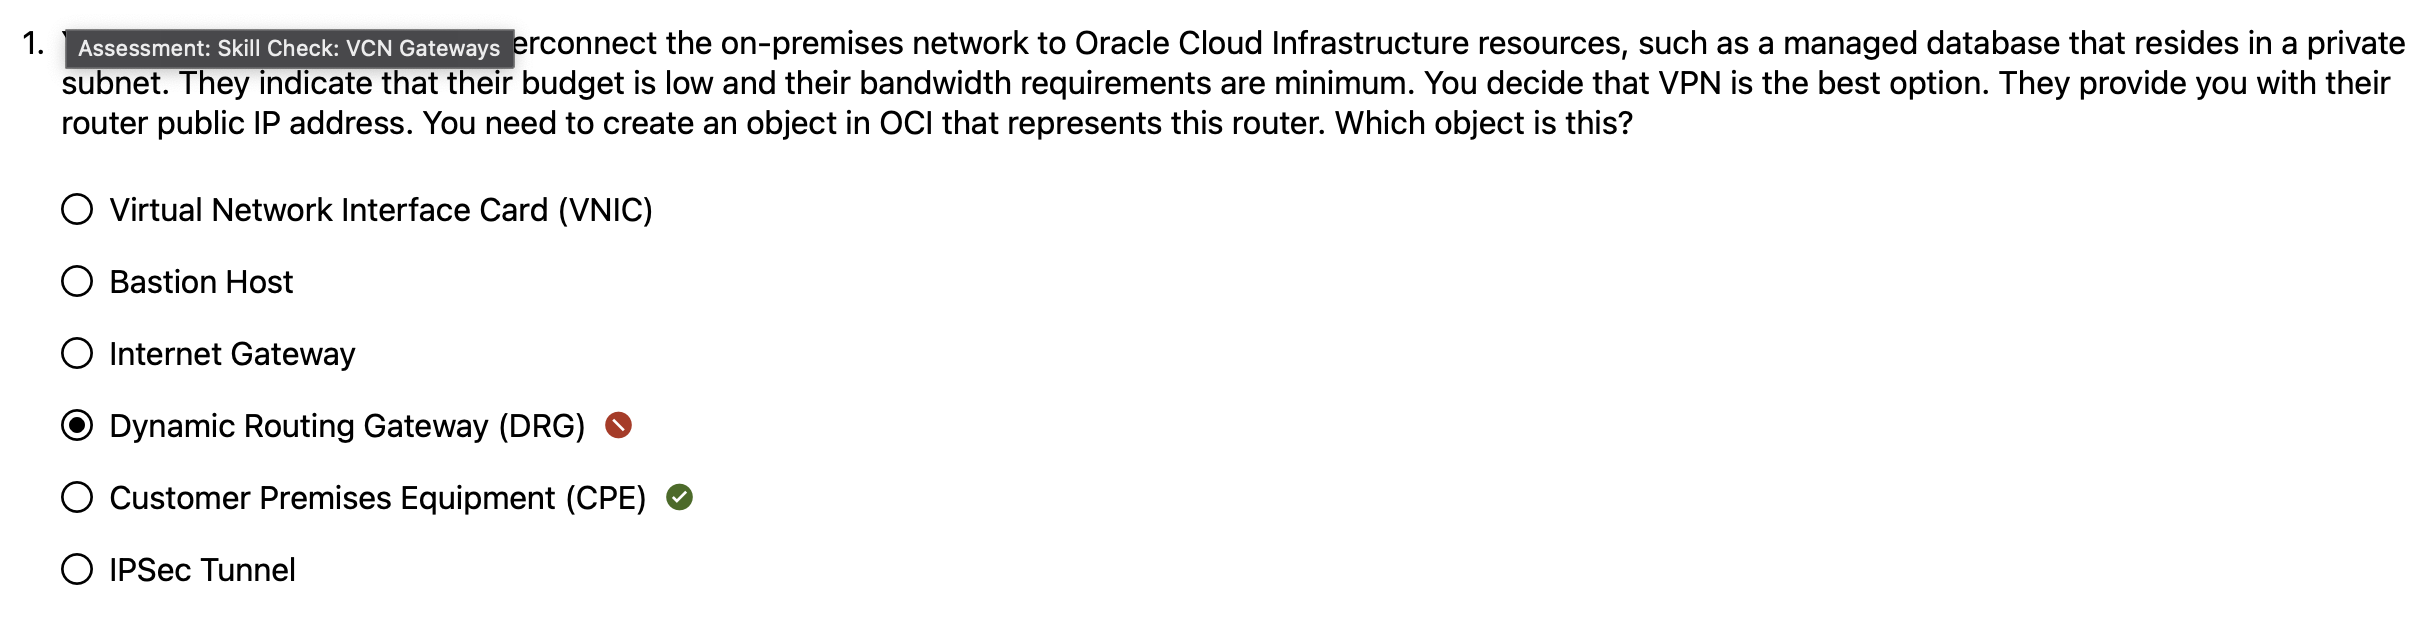 1. Assessment: Skill Check: VCN Gateways erconnect the on-premises network to Oracle Cloud Infrastructure resources, such as a managed database that resides in a private
subnet. They indicate that their budget is low and their bandwidth requirements are minimum. You decide that VPN is the best option. They provide you with their
router public IP address. You need to create an object in OCI that represents this router. Which object is this?
Virtual Network Interface Card (VNIC)
Bastion Host
Internet Gateway
Dynamic Routing Gateway (DRG)
Customer Premises Equipment (CPE)
IPSec Tunnel